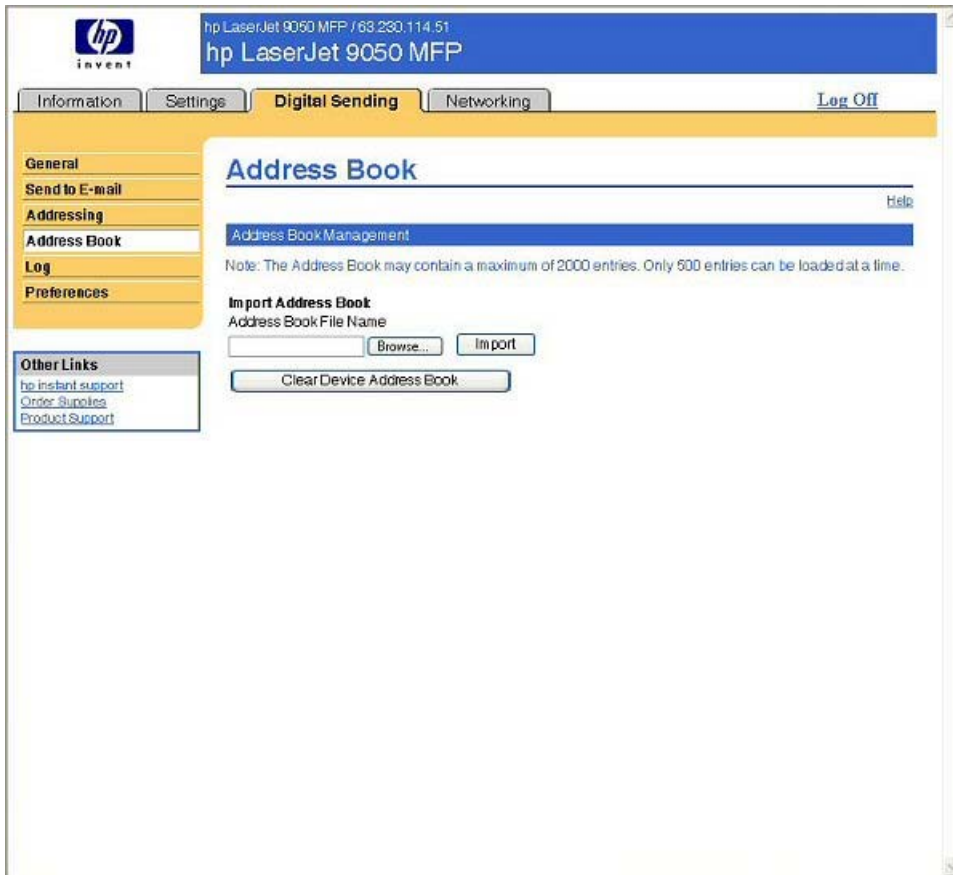 hp
invent
hp LaserJet 9050 MFP / 63.230.114.51
hp LaserJet 9050 MFP
Information
Settings
Digital Sending
Networking
Log Off
General
Send to E-mail
Addressing
Address Book
Log
Preferences
Other Links
hp instant support
Order Supplies
Product Support
Address Book
Help
Address Book Management
Note: The Address Book may contain a maximum of 2000 entries. Only 500 entries can be loaded at a time.
Import Address Book
Address Book File Name
Browse...
Import
Clear Device Address Book